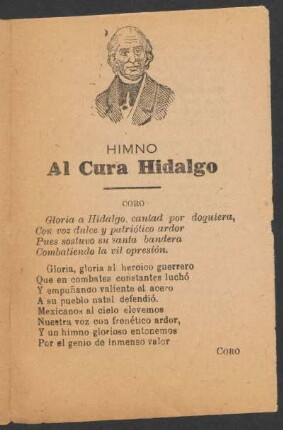 HIMNO
Al Cura Hidalgo
CORO
Gloria a Hidalgo, cantad por doquiera,
Con voz dulce y patriótico ardor
Pues sostuvo su santa bandera
Combatiendo la vil opresión.
Gloria, gloria al heróico guerrero
Que en combates constante luchó
Y empuñando valiente el acero
A su pueblo natal defendió.
Mexicanos al cielo elevemos
Nuestra voz con frenético ardor,
Y un himno glorioso entonemos
Por el genio de inmenso valor
CORO